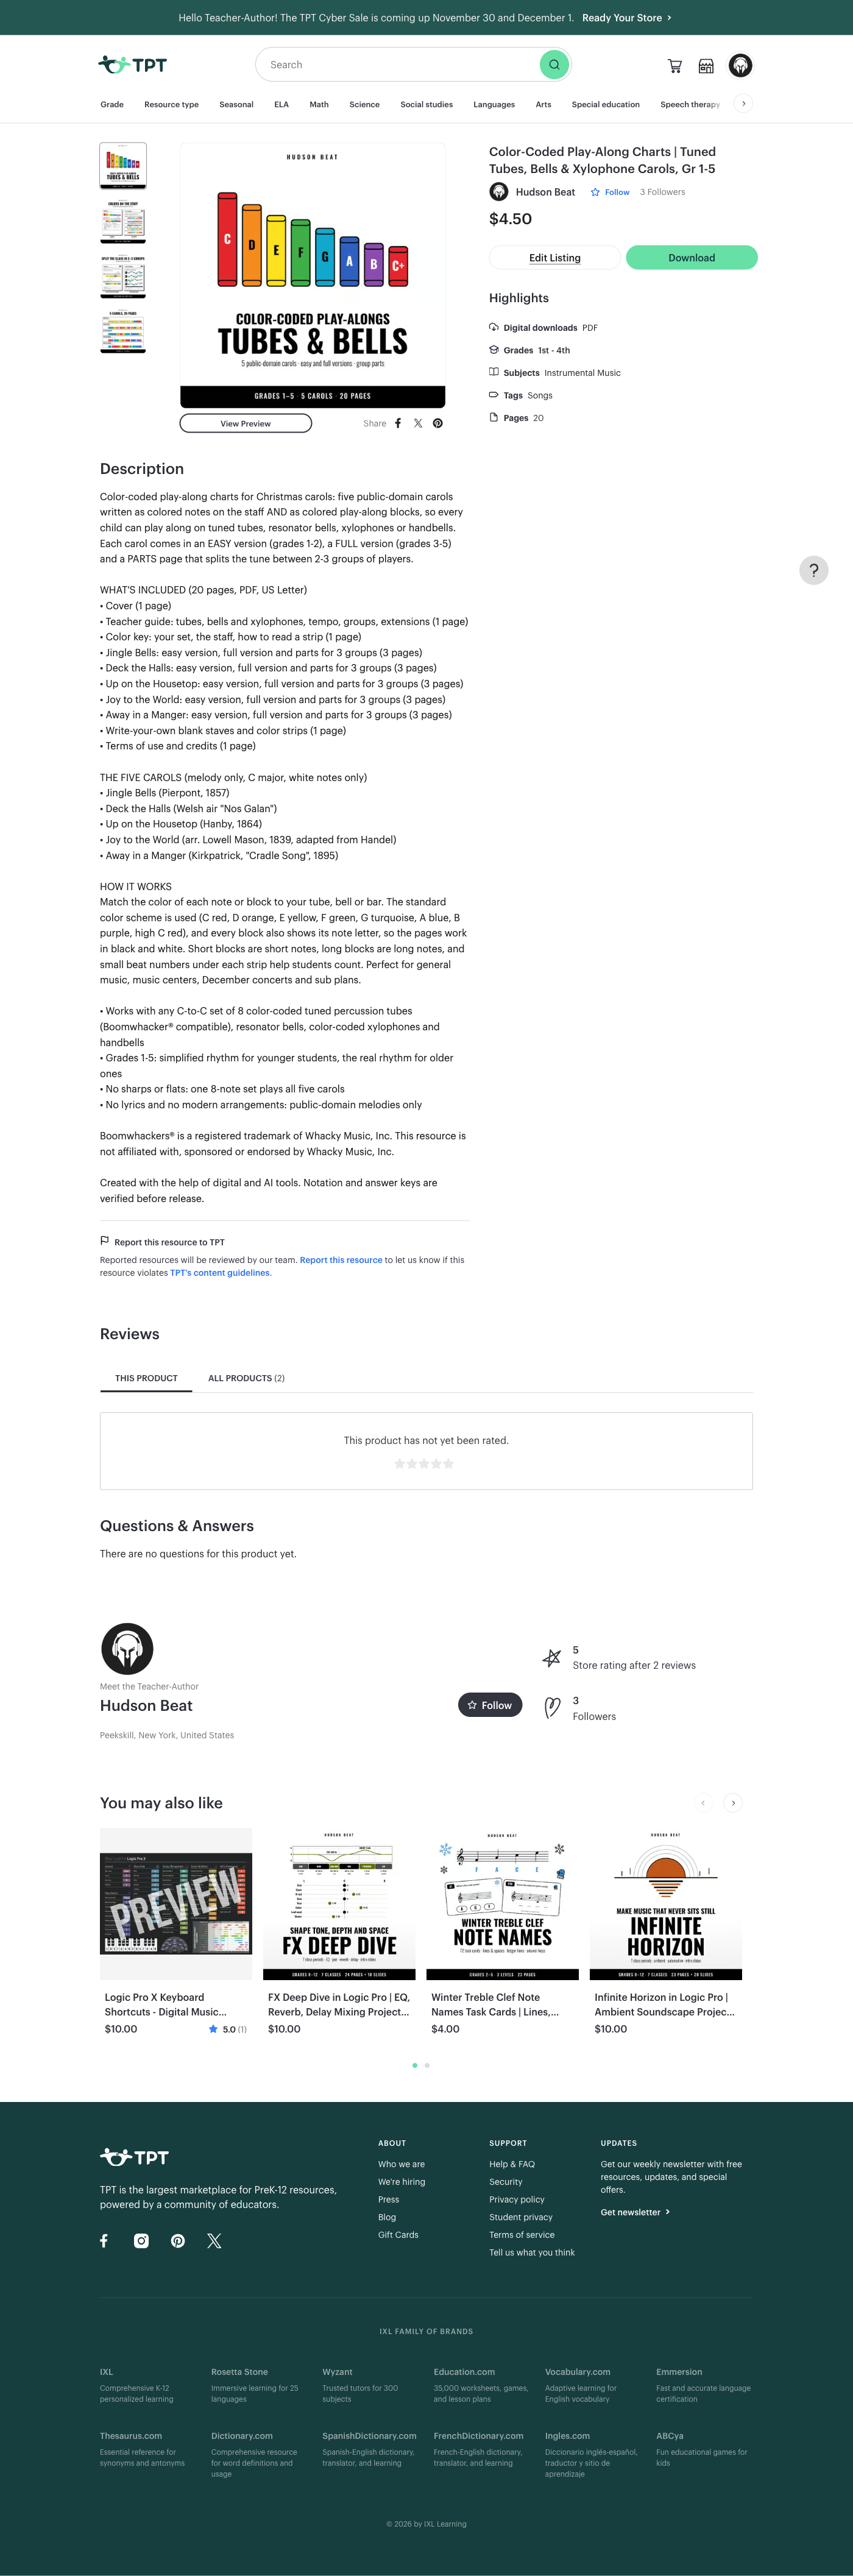 Hello Teacher-Author! The TPT Cyber Sale is coming up November 30 and December 1. Ready Your Store
TPT
Search
Grade Resource type Seasonal ELA Math Science Social studies Languages Arts Special education Speech therapy
HUDSON BEAT
C D E F G A B C+
COLOR-CODED PLAY-ALONGS
TUBES & BELLS
5 public-domain carols · easy and full versions · group parts
GRADES 1–5 · 5 CAROLS · 20 PAGES
TUBES & BELLS
COLORS ON THE STAFF
View Preview
Share
Color-Coded Play-Along Charts | Tuned
Tubes, Bells & Xylophone Carols, Gr 1-5
Hudson Beat Follow 3 Followers
$4.50
Edit Listing
Download
Highlights
Digital downloads PDF
Grades 1st - 4th
Subjects Instrumental Music
Tags Songs
Pages 20
Description
Color-coded play-along charts for Christmas carols: five public-domain carols
written as colored notes on the staff AND as colored play-along blocks, so every
child can play along on tuned tubes, resonator bells, xylophones or handbells.
Each carol comes in an EASY version (grades 1-2), a FULL version (grades 3-5)
and a PARTS page that splits the tune between 2-3 groups of players.
WHAT'S INCLUDED (20 pages, PDF, US Letter)
• Cover (1 page)
• Teacher guide: tubes, bells and xylophones, tempo, groups, extensions (1 page)
• Color key: your set, the staff, how to read a strip (1 page)
• Jingle Bells: easy version, full version and parts for 3 groups (3 pages)
• Deck the Halls: easy version, full version and parts for 3 groups (3 pages)
• Up on the Housetop: easy version, full version and parts for 3 groups (3 pages)
• Joy to the World: easy version, full version and parts for 3 groups (3 pages)
• Away in a Manger: easy version, full version and parts for 3 groups (3 pages)
• Write-your-own blank staves and color strips (1 page)
• Terms of use and credits (1 page)
THE FIVE CAROLS (melody only, C major, white notes only)
• Jingle Bells (Pierpont, 1857)
• Deck the Halls (Welsh air "Nos Galan")
• Up on the Housetop (Hanby, 1864)
• Joy to the World (arr. Lowell Mason, 1839, adapted from Handel)
• Away in a Manger (Kirkpatrick, "Cradle Song", 1895)
HOW IT WORKS
Match the color of each note or block to your tube, bell or bar. The standard
color scheme is used (C red, D orange, E yellow, F green, G turquoise, A blue, B
purple, high C red), and every block also shows its note letter, so the pages work
in black and white. Short blocks are short notes, long blocks are long notes, and
small beat numbers under each strip help students count. Perfect for general
music, music centers, December concerts and sub plans.
• Works with any C-to-C set of 8 color-coded tuned percussion tubes
(Boomwhacker® compatible), resonator bells, color-coded xylophones and
handbells
• Grades 1-5: simplified rhythm for younger students, the real rhythm for older
ones
• No sharps or flats: one 8-note set plays all five carols
• No lyrics and no modern arrangements: public-domain melodies only
Boomwhackers® is a registered trademark of Whacky Music, Inc. This resource is
not affiliated with, sponsored or endorsed by Whacky Music, Inc.
Created with the help of digital and AI tools. Notation and answer keys are
verified before release.
Report this resource to TPT
Reported resources will be reviewed by our team. Report this resource to let us know if this
resource violates TPT's content guidelines.
Reviews
THIS PRODUCT ALL PRODUCTS (2)
This product has not yet been rated.
Questions & Answers
There are no questions for this product yet.
Meet the Teacher-Author
Hudson Beat
Peekskill, New York, United States
Follow
5
Store rating after 2 reviews
3
Followers
You may also like
PREVIEW
HUDSON BEAT
SHAPE TONE, DEPTH AND SPACE
FX DEEP DIVE
HUDSON BEAT
F A C E
WINTER TREBLE CLEF
NOTE NAMES
HUDSON BEAT
MAKE MUSIC THAT NEVER SITS STILL
INFINITE
HORIZON
Logic Pro X Keyboard
Shortcuts - Digital Music...
$10.00
5.0 (1)
FX Deep Dive in Logic Pro | EQ,
Reverb, Delay Mixing Project...
$10.00
Winter Treble Clef Note
Names Task Cards | Lines,...
$4.00
Infinite Horizon in Logic Pro |
Ambient Soundscape Projec...
$10.00
TPT
TPT is the largest marketplace for PreK-12 resources,
powered by a community of educators.
ABOUT
Who we are
We're hiring
Press
Blog
Gift Cards
SUPPORT
Help & FAQ
Security
Privacy policy
Student privacy
Terms of service
Tell us what you think
UPDATES
Get our weekly newsletter with free
resources, updates, and special
offers.
Get newsletter
IXL FAMILY OF BRANDS
IXL
Comprehensive K-12
personalized learning
Rosetta Stone
Immersive learning for 25
languages
Wyzant
Trusted tutors for 300
subjects
Education.com
35,000 worksheets, games,
and lesson plans
Vocabulary.com
Adaptive learning for
English vocabulary
Emmersion
Fast and accurate language
certification
Thesaurus.com
Essential reference for
synonyms and antonyms
Dictionary.com
Comprehensive resource
for word definitions and
usage
SpanishDictionary.com
Spanish-English dictionary,
translator, and learning
FrenchDictionary.com
French-English dictionary,
translator, and learning
Ingles.com
Diccionario inglés-español,
traductor y sitio de
aprendizaje
ABCya
Fun educational games for
kids
© 2026 by IXL Learning